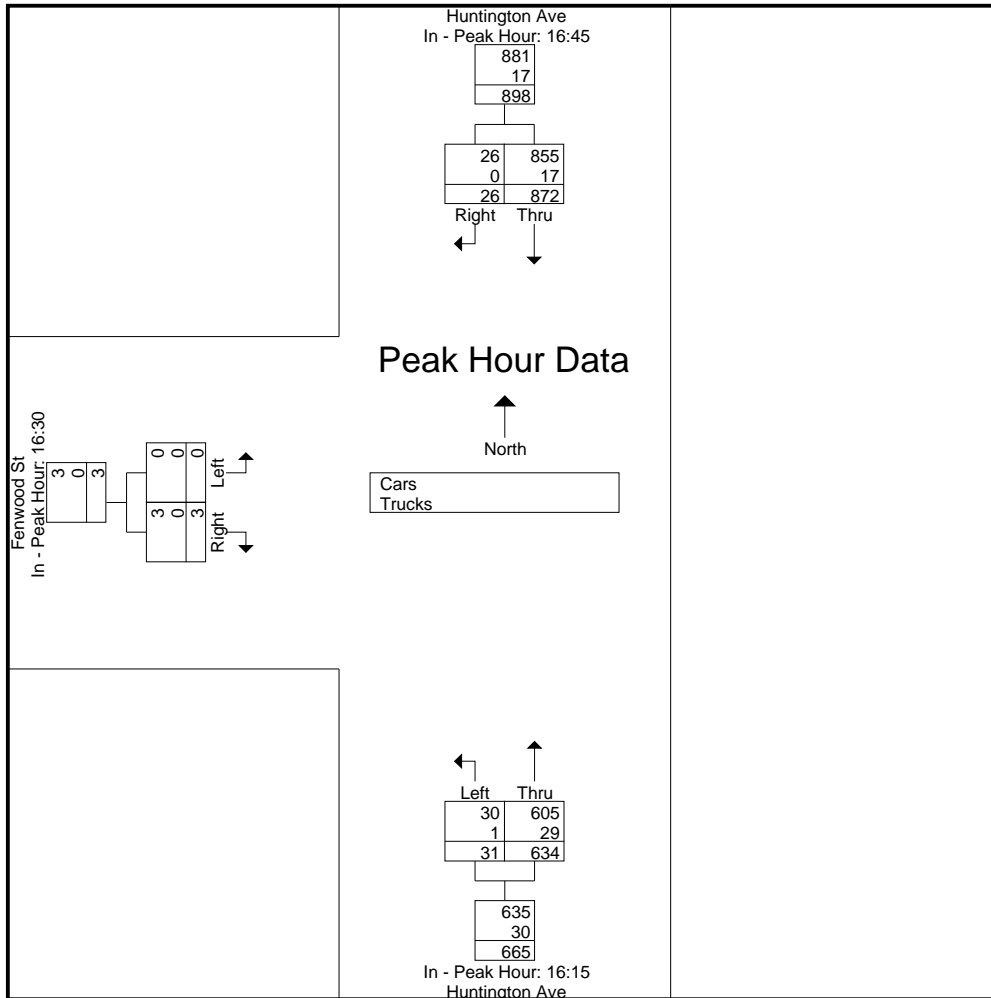 Huntington Ave
In - Peak Hour: 16:45
881
17
898
26 855
0 17
26 872
Right Thru
Peak Hour Data
North
Cars
Trucks
Fenwood St
In - Peak Hour: 16:30
3 0 3
0 0 0
Left
3 0 3
Right
Left Thru
30 605
1 29
31 634
635
30
665
In - Peak Hour: 16:15
Huntington Ave